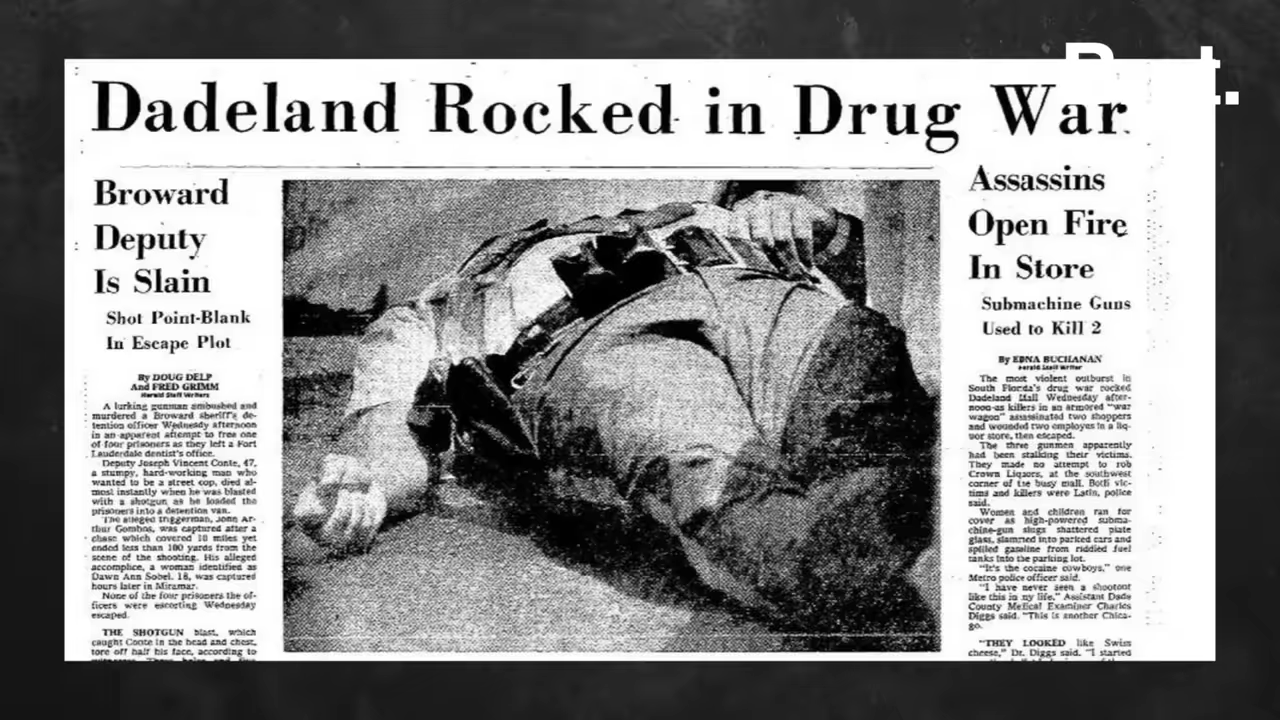 Dadeland Rocked in Drug War
Broward
Deputy
Is Slain
Shot Point-Blank
In Escape Plot
By DOUG DELP
And FRED GRIMM
Herald Staff Writers
A lurking gunman ambushed and
murdered a Broward sheriff's de-
tention officer Wednesday afternoon
in an apparent attempt to free one
of four prisoners as they left a Fort
Lauderdale dentist's office.
Deputy Joseph Vincent Conte, 47,
a stumpy, hard-working man who
wanted to be a street cop, died al-
most instantly when he was blasted
with a shotgun as he loaded the
prisoners into a detention van.
The alleged triggerman, John Ar-
thur Gombos, was captured after a
chase which covered 10 miles yet
ended less than 100 yards from the
scene of the shooting. His alleged
accomplice, a woman identified as
Dawn Ann Sobel, 18, was captured
hours later in Miramar.
None of the four prisoners the of-
ficers were escorting Wednesday
escaped.
THE SHOTGUN blast, which
caught Conte in the head and chest,
tore off half his face, according to
Assassins
Open Fire
In Store
Submachine Guns
Used to Kill 2
By EDNA BUCHANAN
Herald Staff Writer
The most violent outburst in
South Florida's drug war rocked
Dadeland Mall Wednesday after-
noon as killers in an armored "war
wagon" assassinated two shoppers
and wounded two employes in a liq-
uor store, then escaped.
The three gunmen apparently
had been stalking their victims.
They made no attempt to rob
Crown Liquors, at the southwest
corner of the busy mall. Both vic-
tims and killers were Latin, police
said.
Women and children ran for
cover as high-powered subma-
chine-gun slugs shattered plate
glass, slammed into parked cars and
spilled gasoline from riddled fuel
tanks into the parking lot.
"It's the cocaine cowboys," one
Metro police officer said.
"I have never seen a shootout
like this in my life," Assistant Dade
County Medical Examiner Charles
Diggs said. "This is another Chica-
go.
"THEY LOOKED like Swiss
cheese," Dr. Diggs said. "I started